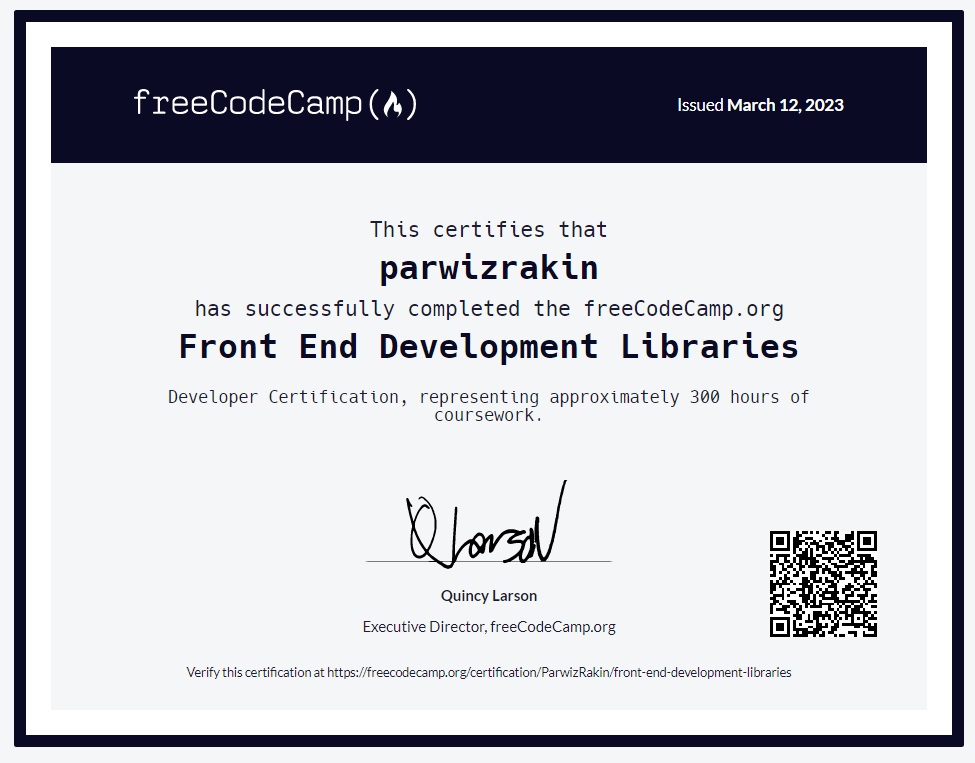 freeCodeCamp(🔥)
Issued March 12, 2023
This certifies that
parwizrakin
has successfully completed the freeCodeCamp.org
Front End Development Libraries
Developer Certification, representing approximately 300 hours of
coursework.
Q Larson
Quincy Larson
Executive Director, freeCodeCamp.org
Verify this certification at https://freecodecamp.org/certification/ParwizRakin/front-end-development-libraries